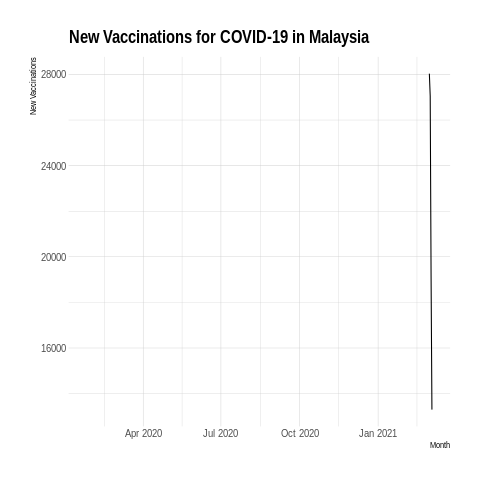 New Vaccinations for COVID-19 in Malaysia
New Vaccinations
28000
24000
20000
16000
Apr 2020 Jul 2020 Oct 2020 Jan 2021
Month